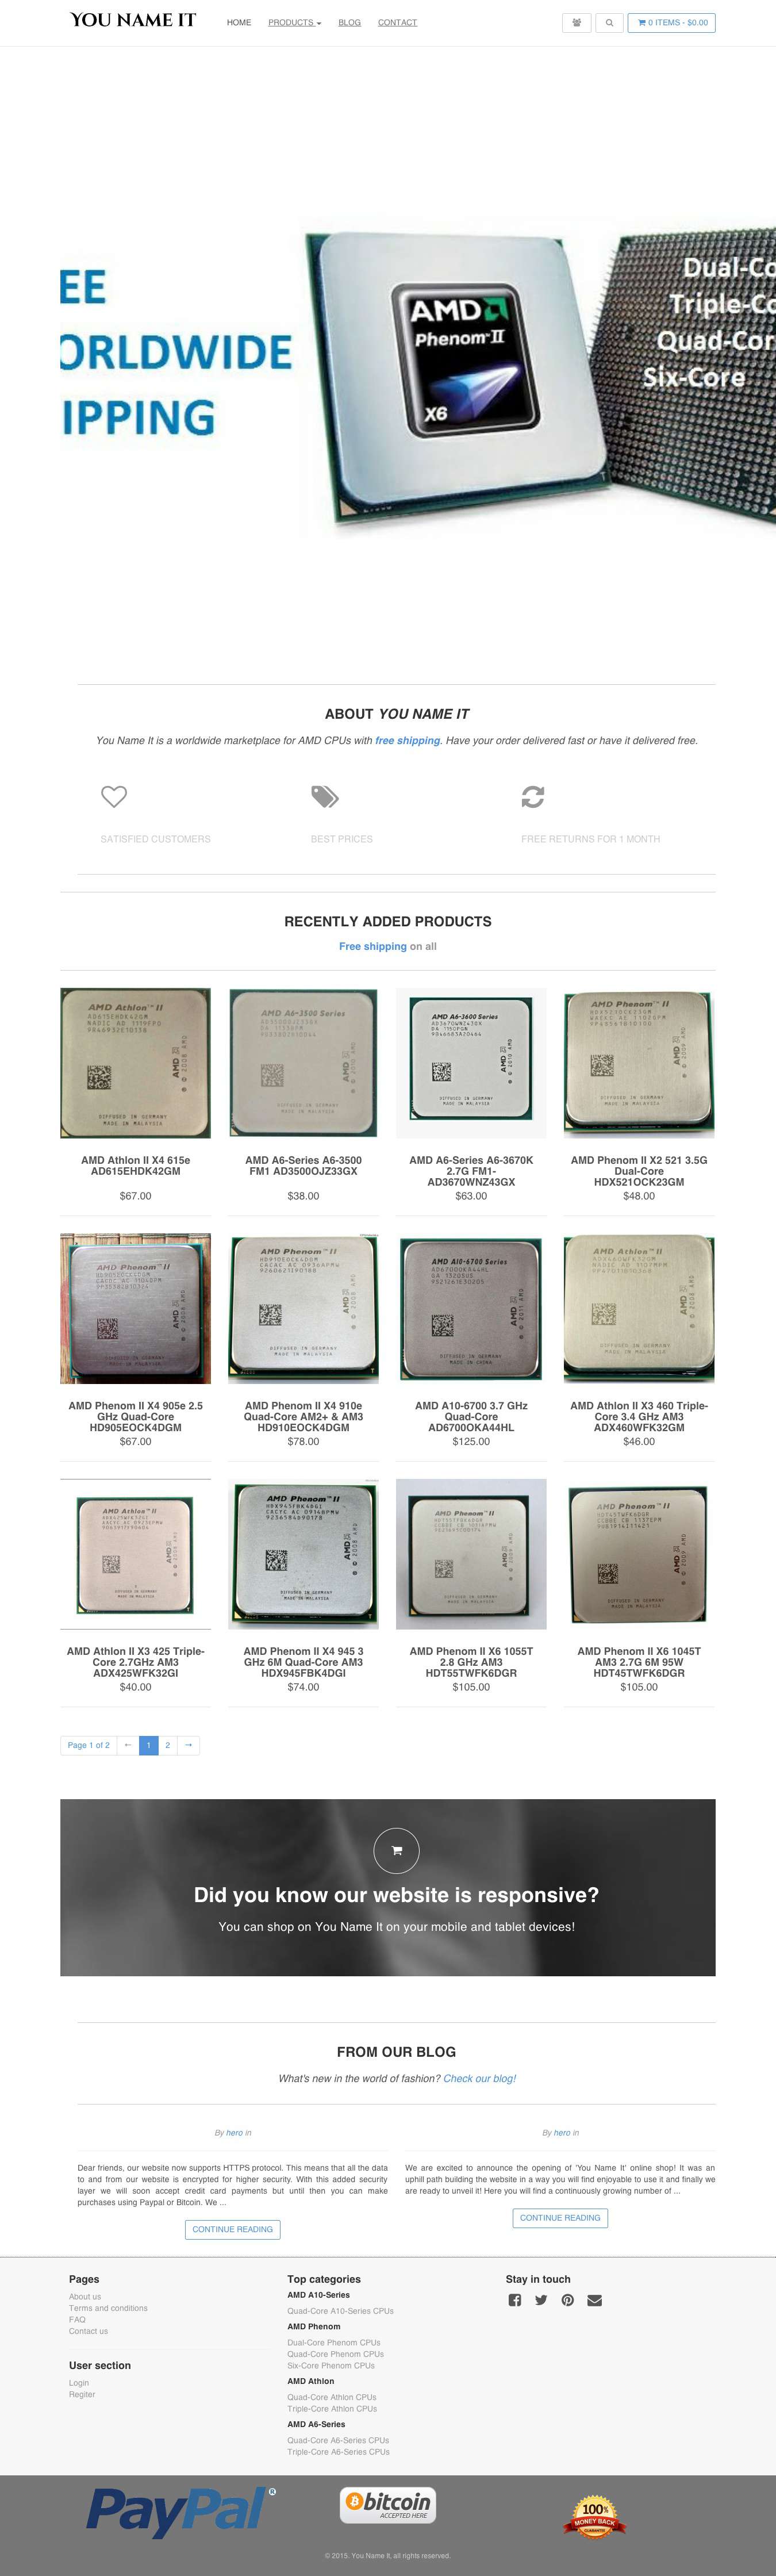 YOU NAME IT
HOME PRODUCTS BLOG CONTACT
0 ITEMS - $0.00
EE
ORLDWIDE
IPPING
AMD
Phenom II
X6
Dual-Co
Triple-Co
Quad-Cor
Six-Core
ABOUT YOU NAME IT
You Name It is a worldwide marketplace for AMD CPUs with free shipping. Have your order delivered fast or have it delivered free.
SATISFIED CUSTOMERS
BEST PRICES
FREE RETURNS FOR 1 MONTH
RECENTLY ADDED PRODUCTS
Free shipping on all
AMD Athlon II X4 615e
AD615EHDK42GM
$67.00
AMD A6-Series A6-3500
FM1 AD3500OJZ33GX
$38.00
AMD A6-Series A6-3670K
2.7G FM1-
AD3670WNZ43GX
$63.00
AMD Phenom II X2 521 3.5G
Dual-Core
HDX521OCK23GM
$48.00
AMD Phenom II X4 905e 2.5
GHz Quad-Core
HD905EOCK4DGM
$67.00
AMD Phenom II X4 910e
Quad-Core AM2+ & AM3
HD910EOCK4DGM
$78.00
AMD A10-6700 3.7 GHz
Quad-Core
AD6700OKA44HL
$125.00
AMD Athlon II X3 460 Triple-
Core 3.4 GHz AM3
ADX460WFK32GM
$46.00
AMD Athlon II X3 425 Triple-
Core 2.7GHz AM3
ADX425WFK32GI
$40.00
AMD Phenom II X4 945 3
GHz 6M Quad-Core AM3
HDX945FBK4DGI
$74.00
AMD Phenom II X6 1055T
2.8 GHz AM3
HDT55TWFK6DGR
$105.00
AMD Phenom II X6 1045T
AM3 2.7G 6M 95W
HDT45TWFK6DGR
$105.00
Page 1 of 2 ← 1 2 →
Did you know our website is responsive?
You can shop on You Name It on your mobile and tablet devices!
FROM OUR BLOG
What's new in the world of fashion? Check our blog!
By hero in
Dear friends, our website now supports HTTPS protocol. This means that all the data
to and from our website is encrypted for higher security. With this added security
layer we will soon accept credit card payments but until then you can make
purchases using Paypal or Bitcoin. We ...
CONTINUE READING
By hero in
We are excited to announce the opening of 'You Name It' online shop! It was an
uphill path building the website in a way you will find enjoyable to use it and finally we
are ready to unveil it! Here you will find a continuously growing number of ...
CONTINUE READING
Pages
About us
Terms and conditions
FAQ
Contact us
User section
Login
Regiter
Top categories
AMD A10-Series
Quad-Core A10-Series CPUs
AMD Phenom
Dual-Core Phenom CPUs
Quad-Core Phenom CPUs
Six-Core Phenom CPUs
AMD Athlon
Quad-Core Athlon CPUs
Triple-Core Athlon CPUs
AMD A6-Series
Quad-Core A6-Series CPUs
Triple-Core A6-Series CPUs
Stay in touch
PayPal ®
bitcoin
ACCEPTED HERE
100%
MONEY BACK
GUARANTEE
© 2015. You Name It, all rights reserved.